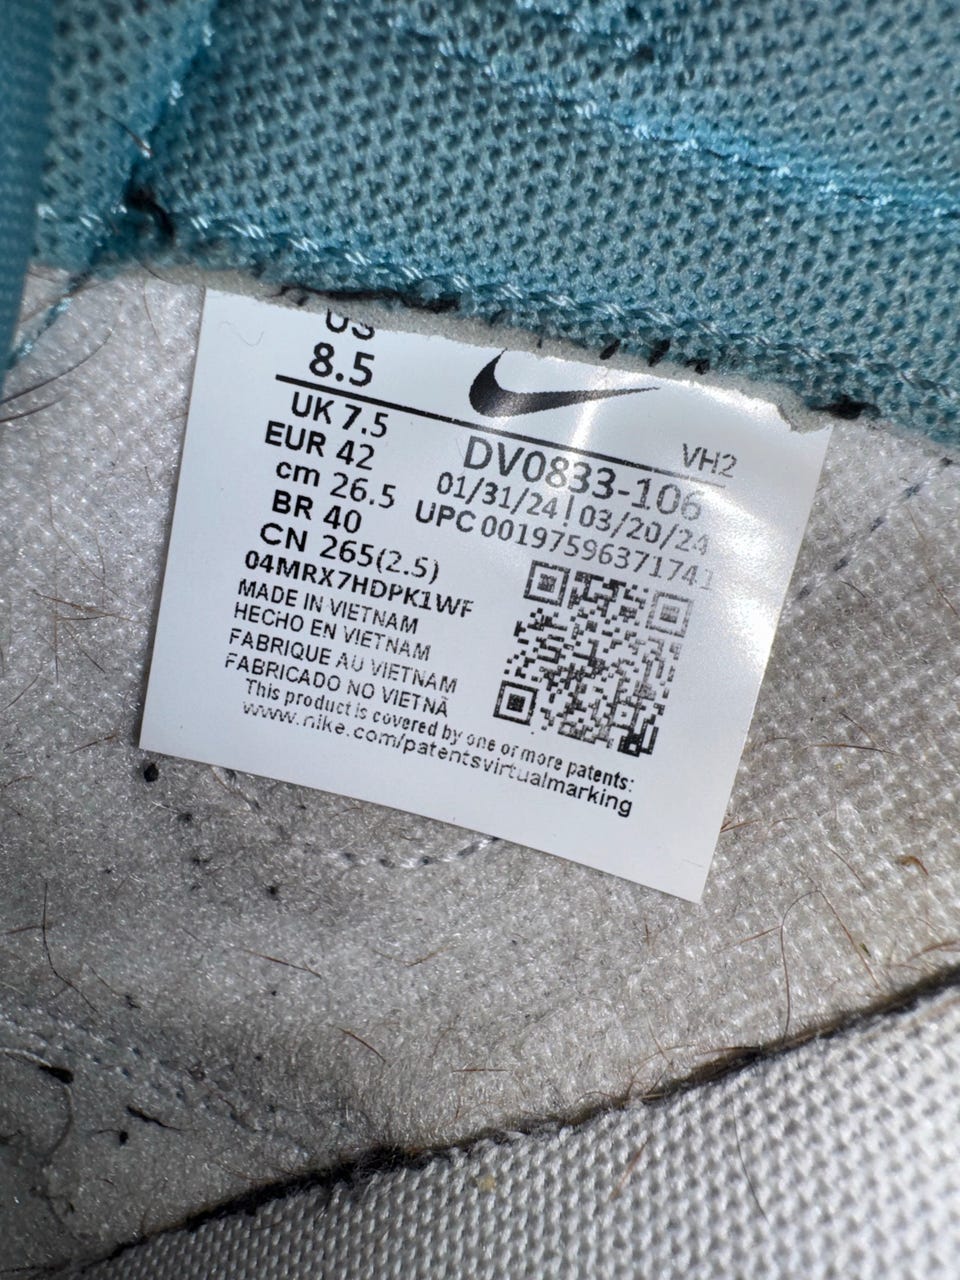 US
8.5
UK 7.5
EUR 42
cm 26.5
BR 40
CN 265(2.5)
04MRX7HDPK1WF
MADE IN VIETNAM
HECHO EN VIETNAM
FABRIQUE AU VIETNAM
FABRICADO NO VIETNÃ
This product is covered by one or more patents:
www.nike.com/patentsvirtualmarking
VH2
DV0833-106
01/31/24|03/20/24
UPC 00197596371741